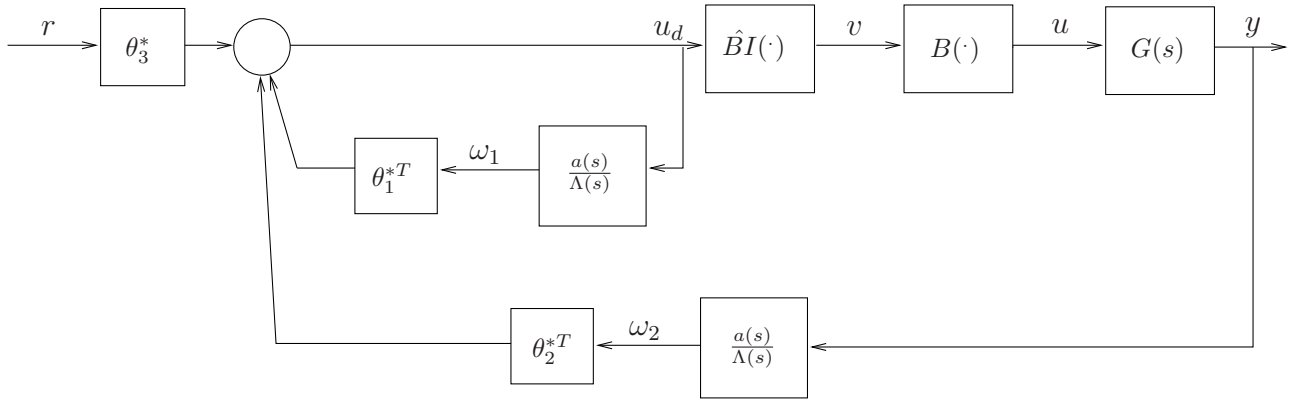 r
θ₃*
u_d
B̂I(·)
v
B(·)
u
G(s)
y
θ₁*ᵀ
ω₁
a(s)/Λ(s)
θ₂*ᵀ
ω₂
a(s)/Λ(s)